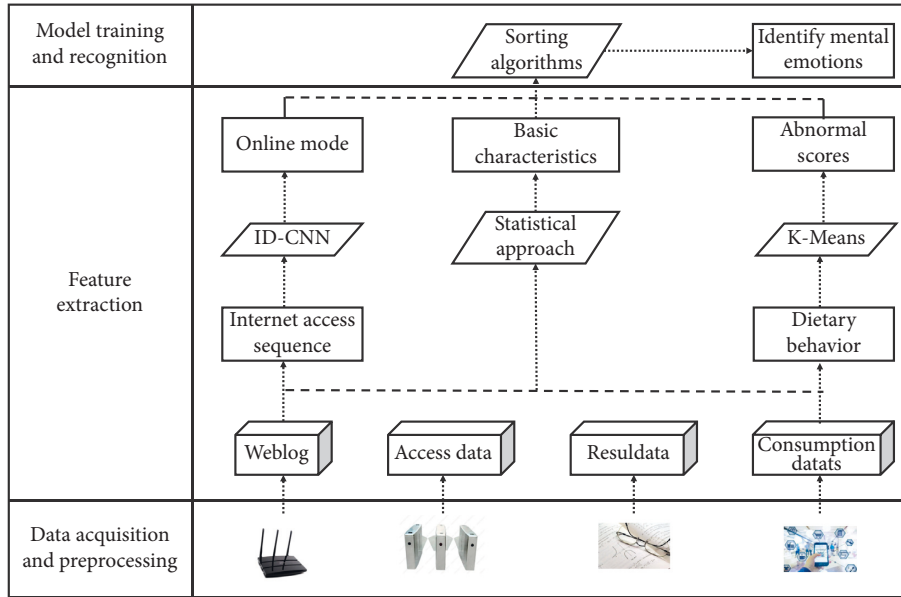 Model training
and recognition
Sorting
algorithms
Identify mental
emotions
Feature
extraction
Online mode
Basic
characteristics
Abnormal
scores
ID-CNN
Statistical
approach
K-Means
Internet access
sequence
Dietary
behavior
Weblog
Access data
Resuldata
Consumption
datats
Data acquisition
and preprocessing